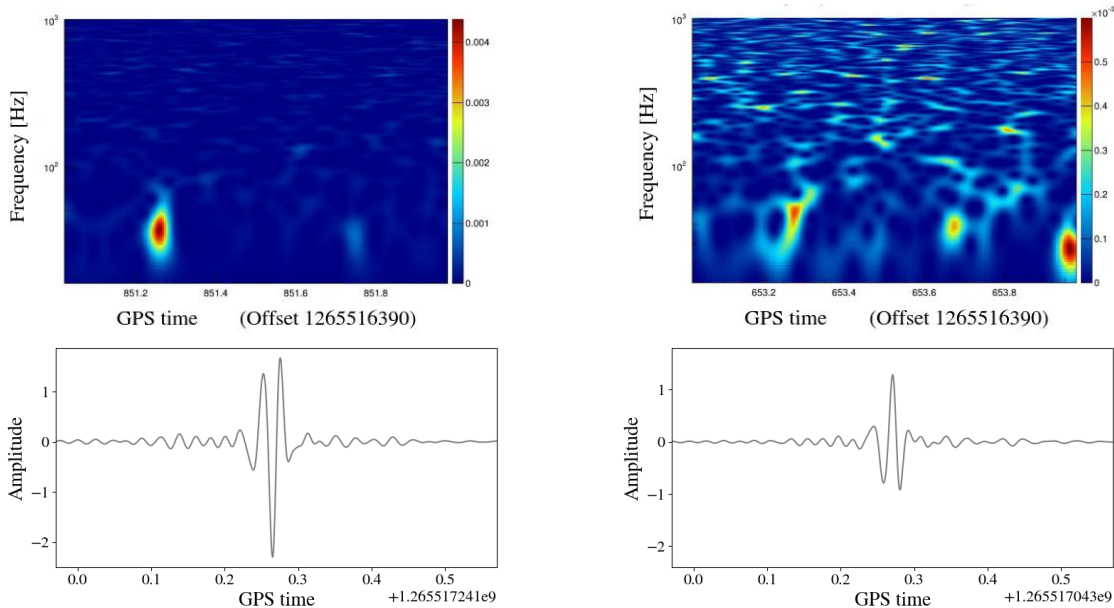 10³
0.004
0.003
0.002
0.001
10²
Frequency [Hz]
851.2 851.4 851.6 851.8
GPS time (Offset 1265516390)
10³
×10⁻³
0.5
0.4
0.3
0.2
0.1
0
10²
Frequency [Hz]
653.2 653.4 653.6 653.8
GPS time (Offset 1265516390)
1
0
−1
−2
Amplitude
0.0 0.1 0.2 0.3 0.4 0.5
GPS time +1.265517241e9
1
0
−1
−2
Amplitude
0.0 0.1 0.2 0.3 0.4 0.5
GPS time +1.265517043e9